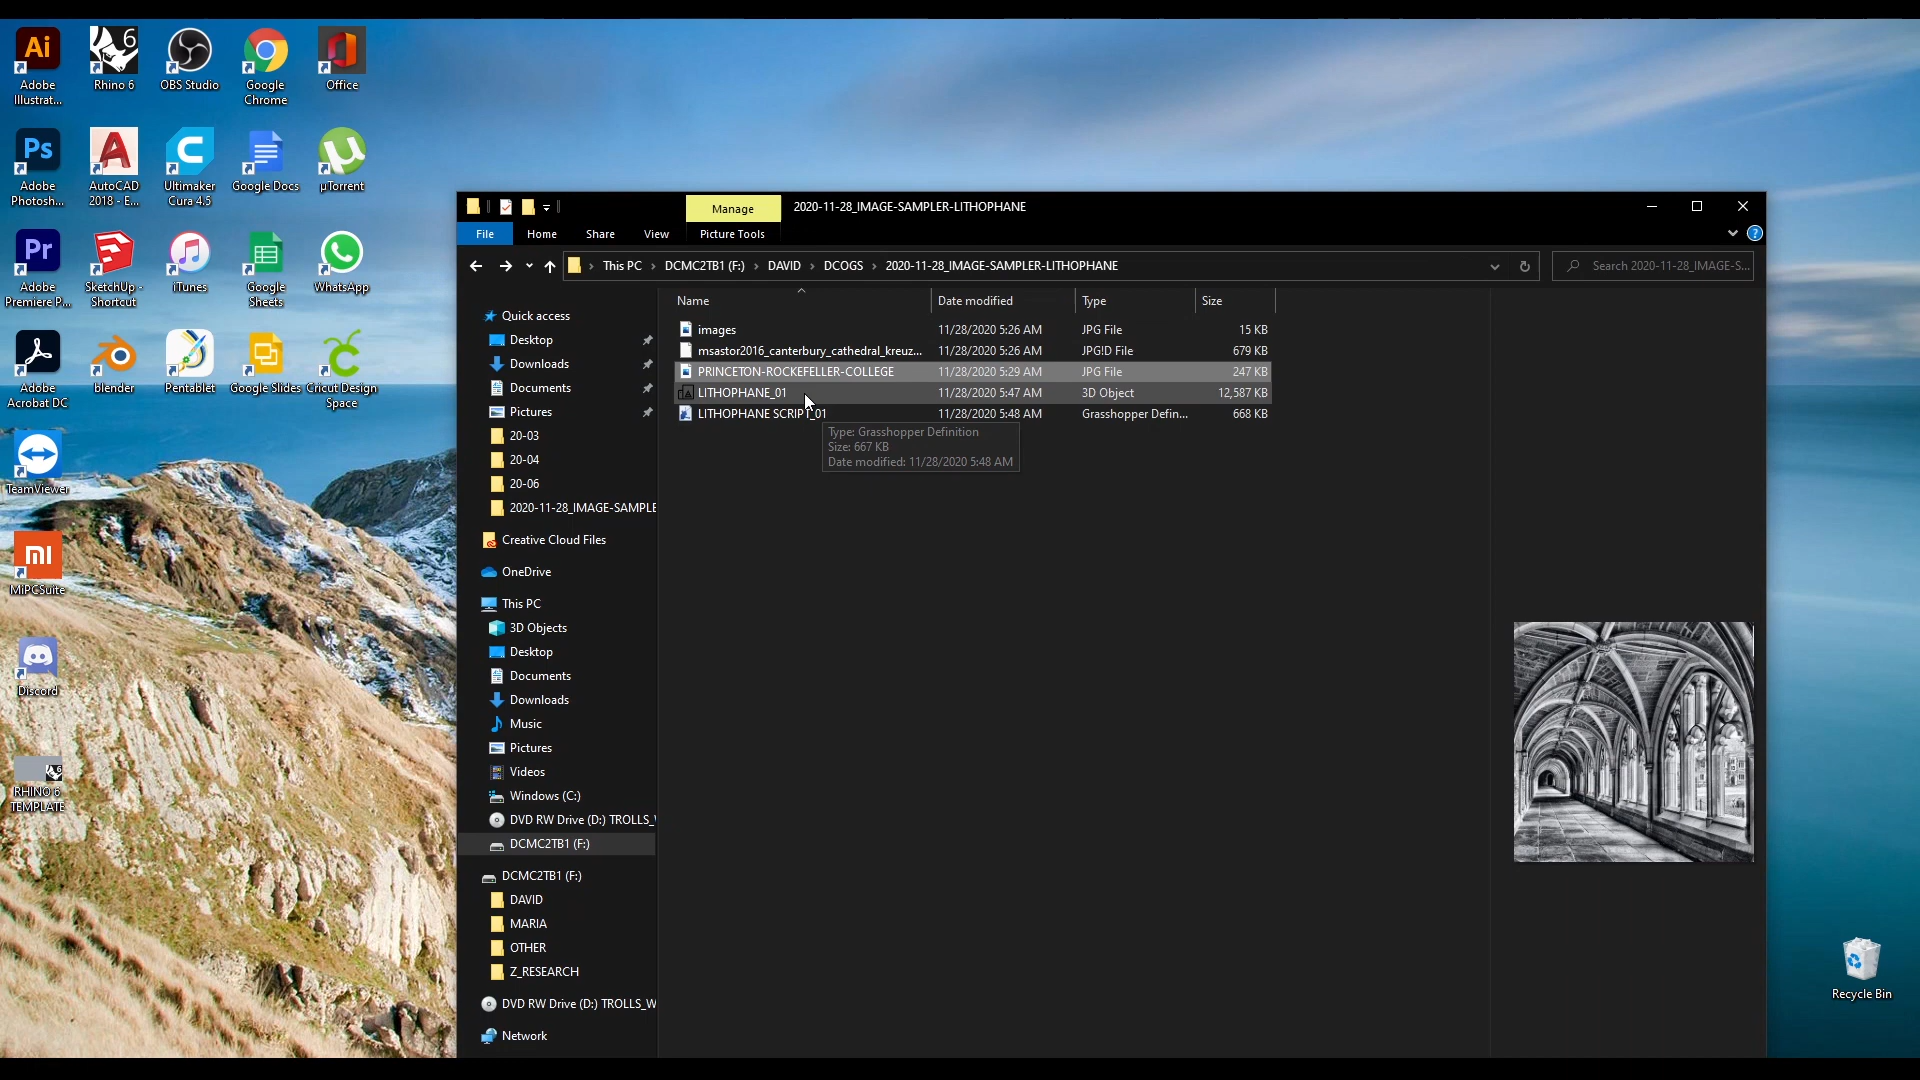 Ai
6
Adobe
Illustrat...
Rhino 6
OBS Studio
Google
Chrome
Office
Ps
Adobe
Photosh...
AutoCAD
2018 - E...
Ultimaker
Cura 4.5
Google Docs
µTorrent
Pr
Adobe
Premiere P...
SketchUp -
Shortcut
iTunes
Google
Sheets
WhatsApp
Adobe
Acrobat DC
blender
Pentablet
Google Slides
Cricut Design
Space
TeamViewer
MiPCSuite
Discord
RHINO 6
TEMPLATE
Recycle Bin
Manage
2020-11-28_IMAGE-SAMPLER-LITHOPHANE
File
Home
Share
View
Picture Tools
This PC > DCMC2TB1 (F:) > DAVID > DCOGS > 2020-11-28_IMAGE-SAMPLER-LITHOPHANE
Search 2020-11-28_IMAGE-S...
Name Date modified Type Size
images 11/28/2020 5:26 AM JPG File 15 KB
msastor2016_canterbury_cathedral_kreuz... 11/28/2020 5:26 AM JPG!D File 679 KB
PRINCETON-ROCKEFELLER-COLLEGE 11/28/2020 5:29 AM JPG File 247 KB
LITHOPHANE_01 11/28/2020 5:47 AM 3D Object 12,587 KB
LITHOPHANE SCRIPT_01 11/28/2020 5:48 AM Grasshopper Defin... 668 KB
Type: Grasshopper Definition
Size: 667 KB
Date modified: 11/28/2020 5:48 AM
Quick access
Desktop
Downloads
Documents
Pictures
20-03
20-04
20-06
2020-11-28_IMAGE-SAMPLE
Creative Cloud Files
OneDrive
This PC
3D Objects
Desktop
Documents
Downloads
Music
Pictures
Videos
Windows (C:)
DVD RW Drive (D:) TROLLS_
DCMC2TB1 (F:)
DCMC2TB1 (F:)
DAVID
MARIA
OTHER
Z_RESEARCH
DVD RW Drive (D:) TROLLS_W
Network